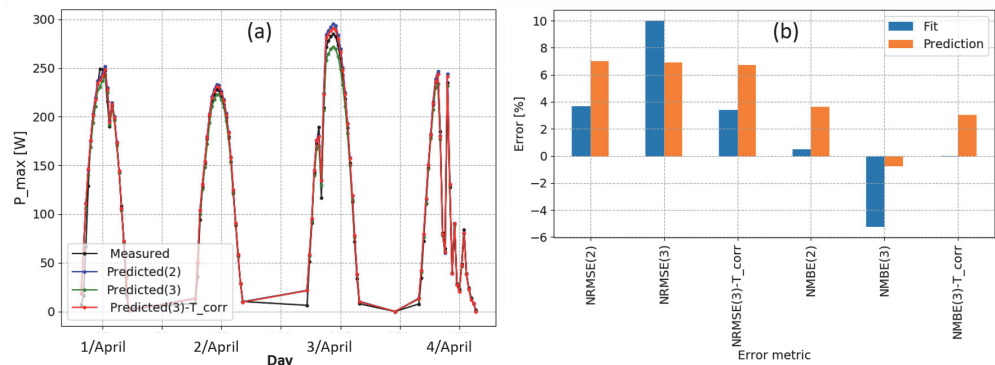 (a)
P_max [W]
300
250
200
150
100
50
0
Measured
Predicted(2)
Predicted(3)
Predicted(3)-T_corr
1/April
2/April
3/April
4/April
Day
(b)
Error [%]
10
8
6
4
2
0
−2
−4
−6
Fit
Prediction
NRMSE(2)
NRMSE(3)
NRMSE(3)-T_corr
NMBE(2)
NMBE(3)
NMBE(3)-T_corr
Error metric